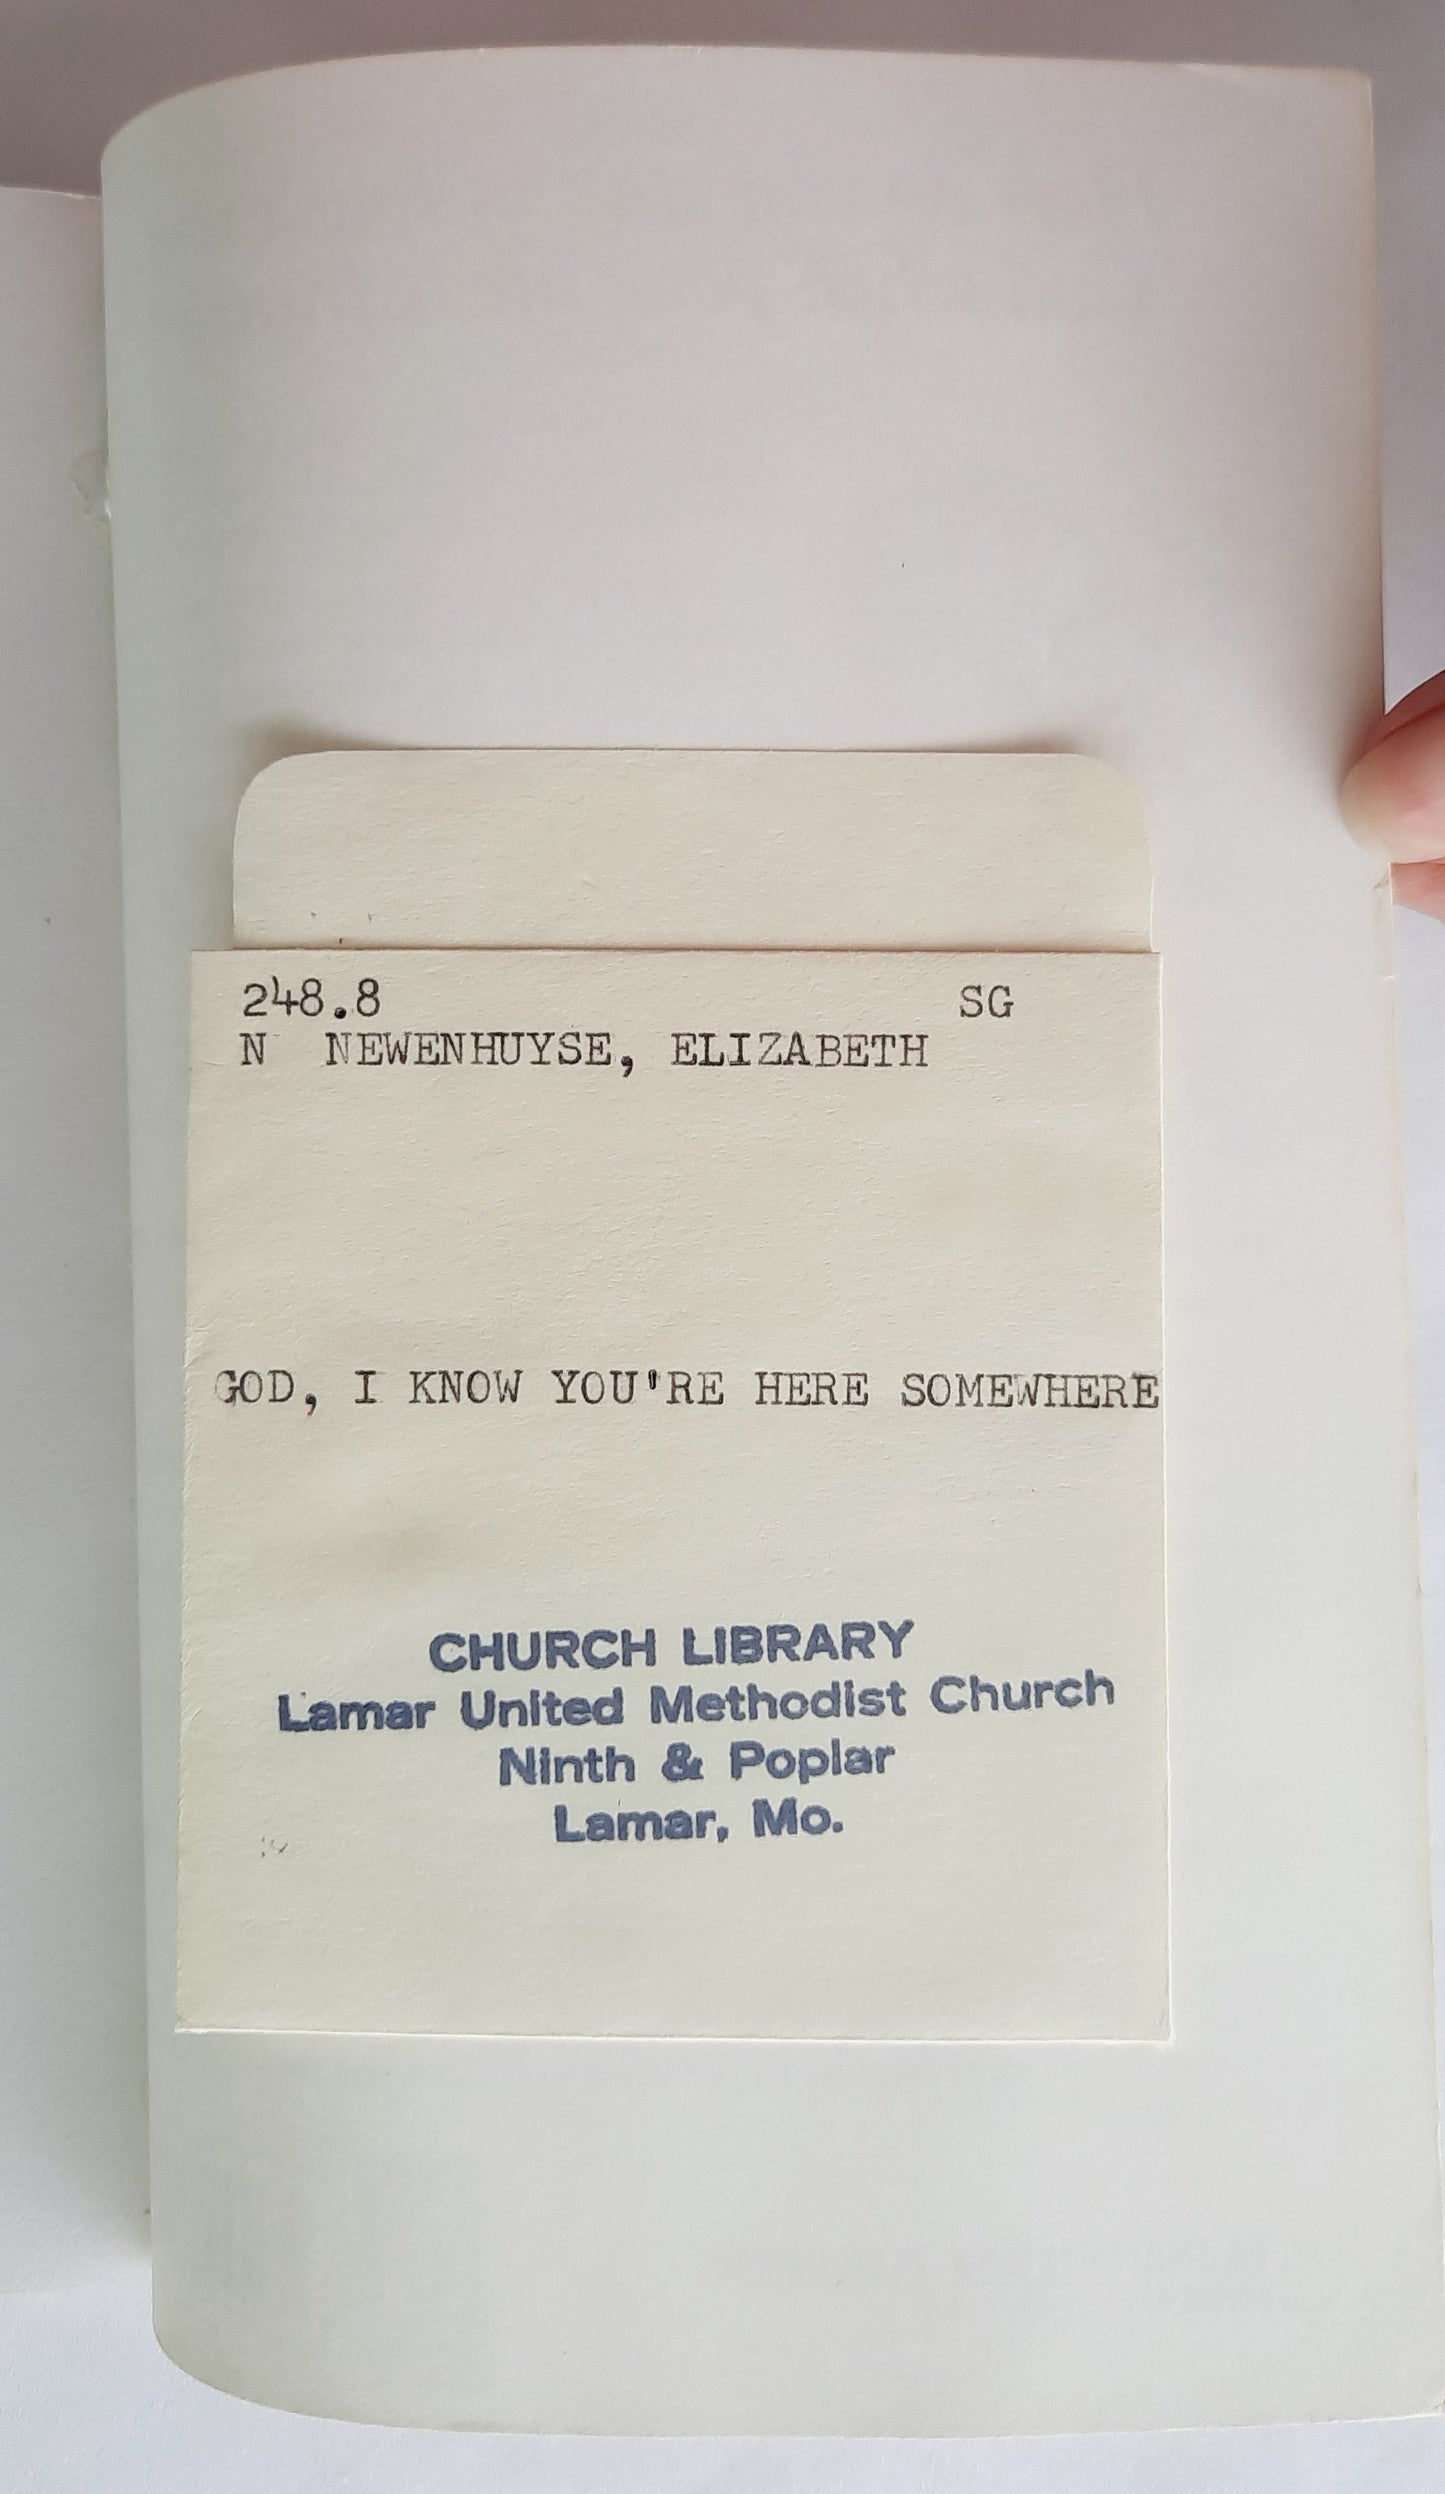 248.8 SG
N NEWENHUYSE, ELIZABETH
GOD, I KNOW YOU'RE HERE SOMEWHERE
CHURCH LIBRARY
Lamar United Methodist Church
Ninth & Poplar
Lamar, Mo.